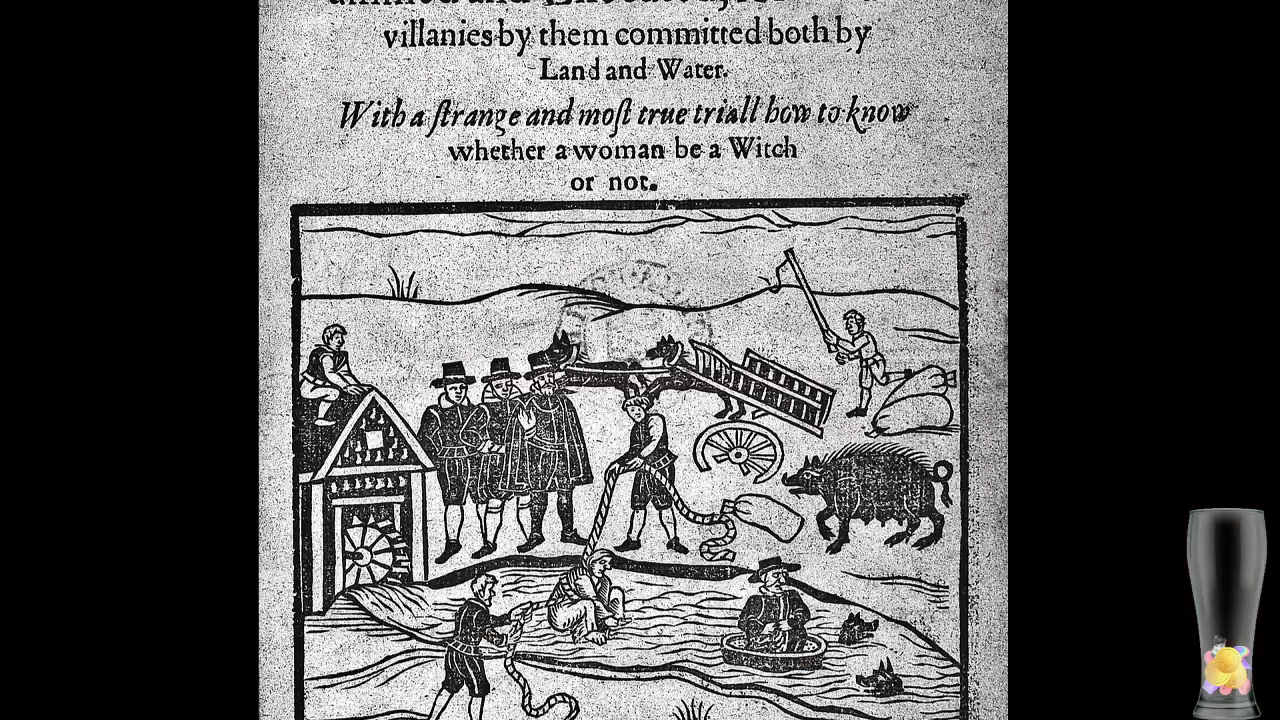 villanies by them committed both by
Land and Water.
With a ſtrange and moſt true triall how to know
whether a woman be a Witch
or not.